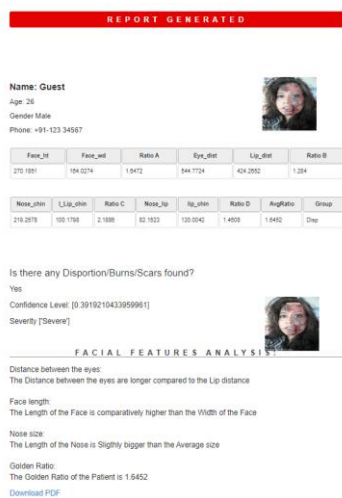 REPORT GENERATED
Name: Guest
Age: 26
Gender Male
Phone: +91-123 34567
Face_ht Face_wd Ratio A Eye_dist Lip_dist Ratio B
270.1881 164.0274 1.6472 544.7724 424.2652 1.284
Nose_chin l_Lip_chin Ratio C Nose_lip lip_chin Ratio D AvgRatio Group
219.2678 100.1798 2.1886 82.1823 120.0042 1.4608 1.6452 Disp
Is there any Disportion/Burns/Scars found?
Yes
Confidence Level: [0.3919210433959961]
Severity ['Severe']
FACIAL FEATURES ANALYSIS:
Distance between the eyes:
The Distance between the eyes are longer compared to the Lip distance
Face length:
The Length of the Face is comparatively higher than the Width of the Face
Nose size:
The Length of the Nose is Sligthly bigger than the Average size
Golden Ratio:
The Golden Ratio of the Patient is 1.6452
Download PDF